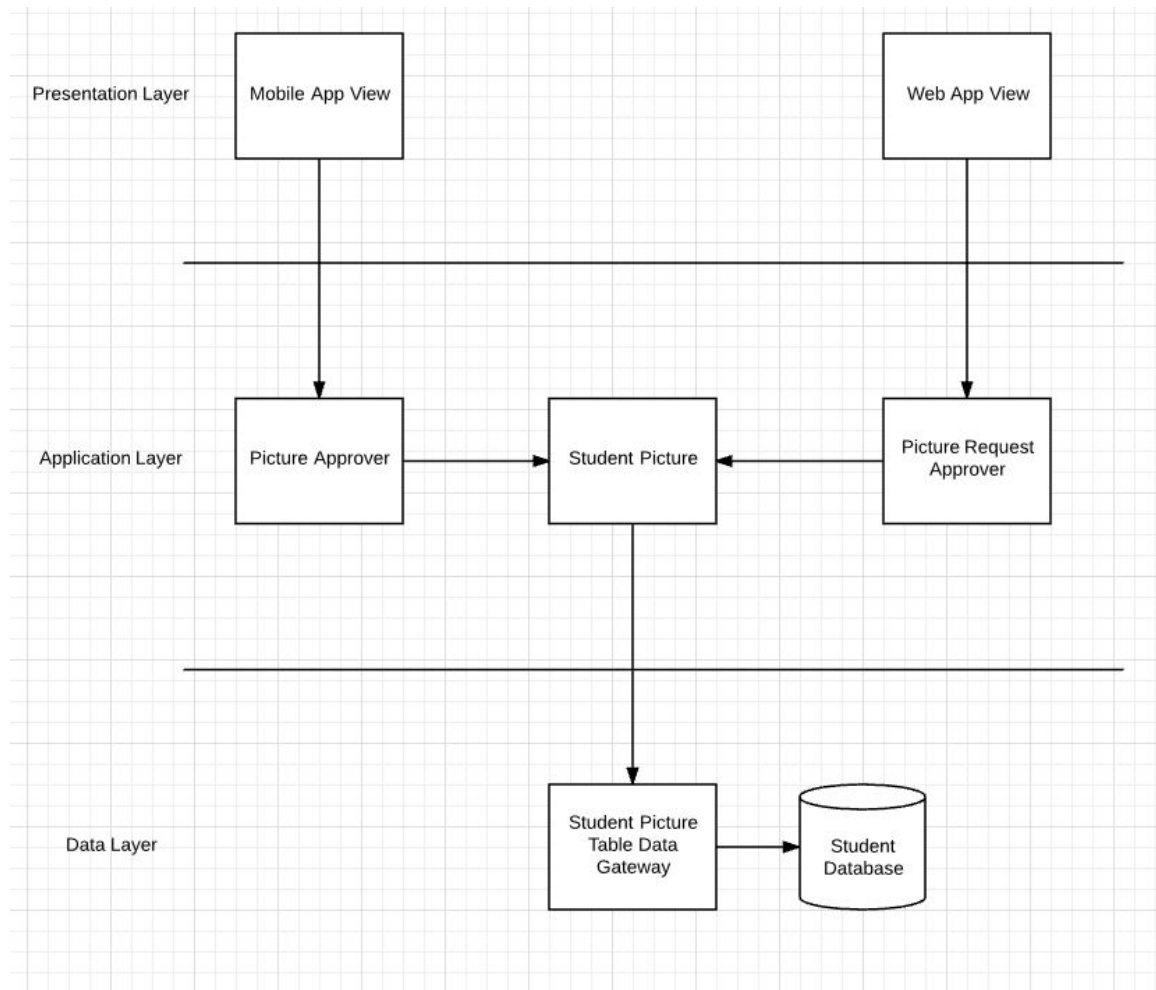 Presentation Layer
Mobile App View
Web App View
Application Layer
Picture Approver
Student Picture
Picture Request
Approver
Data Layer
Student Picture
Table Data
Gateway
Student
Database